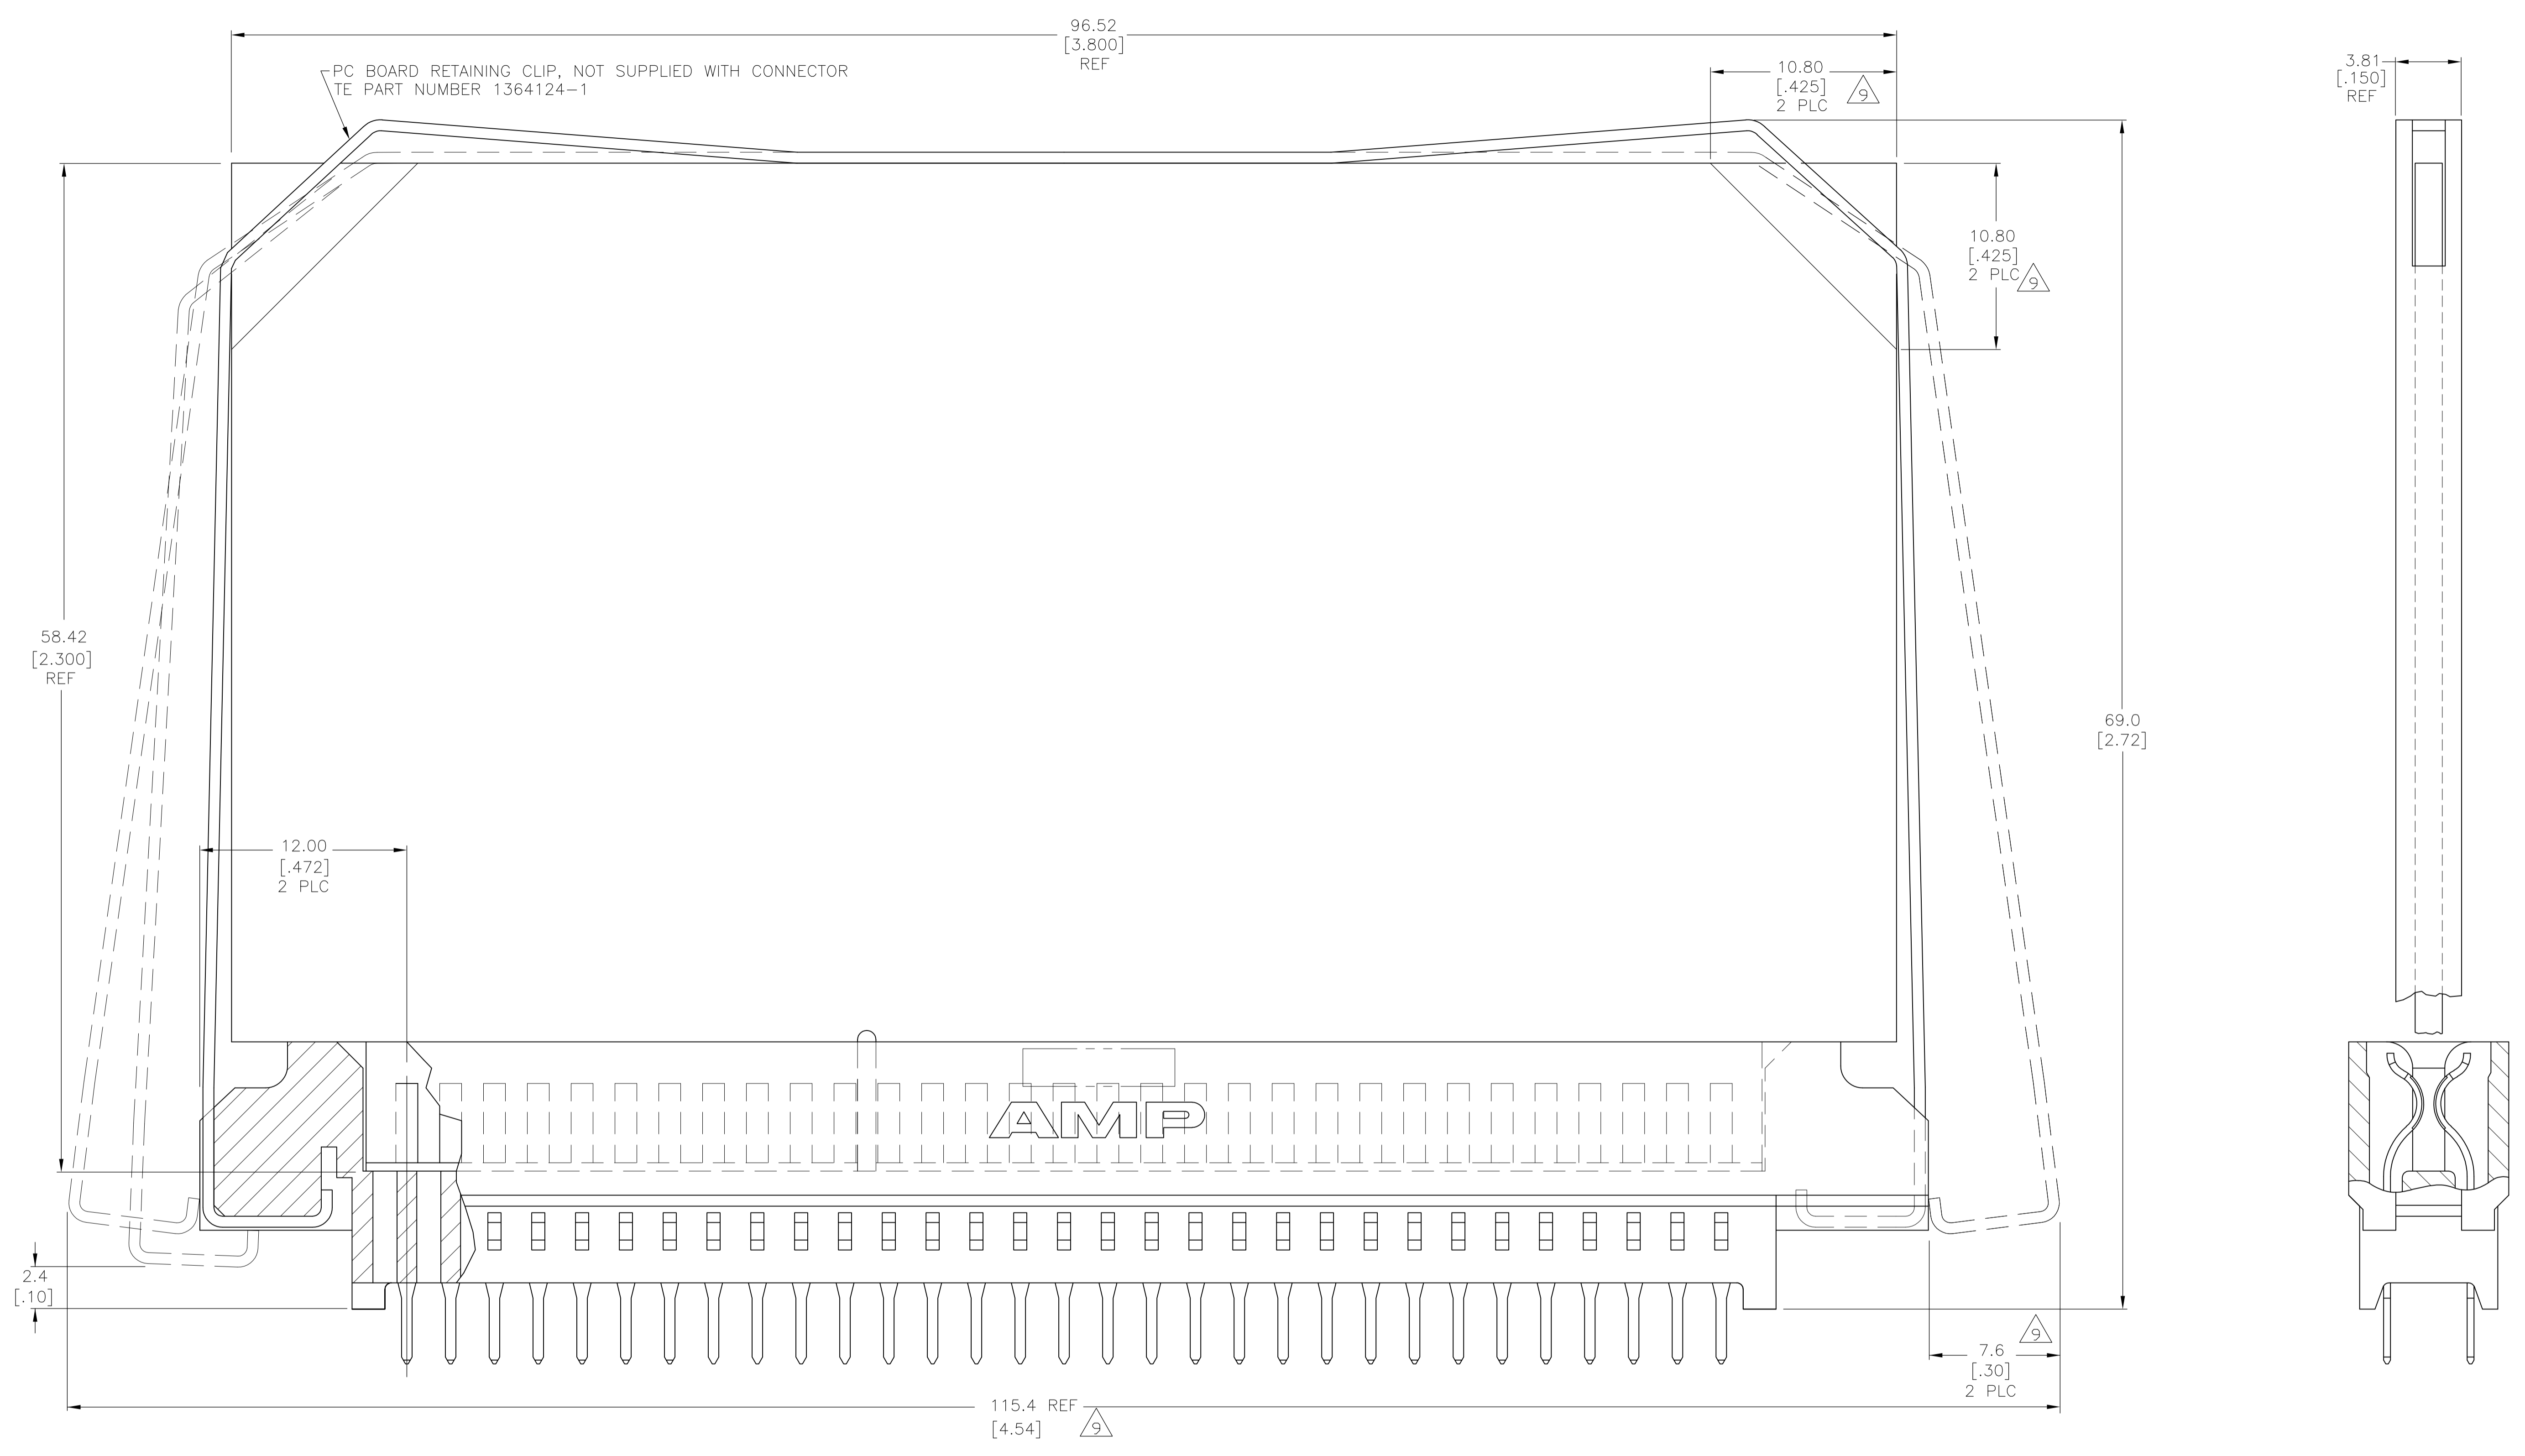 96.52
[3.800]
REF
PC BOARD RETAINING CLIP, NOT SUPPLIED WITH CONNECTOR
TE PART NUMBER 1364124-1
10.80
[.425]
2 PLC
9
3.81
[.150]
REF
10.80
[.425]
2 PLC
9
58.42
[2.300]
REF
69.0
[2.72]
12.00
[.472]
2 PLC
AMP
2.4
[.10]
9
7.6
[.30]
2 PLC
115.4 REF
[4.54]
9